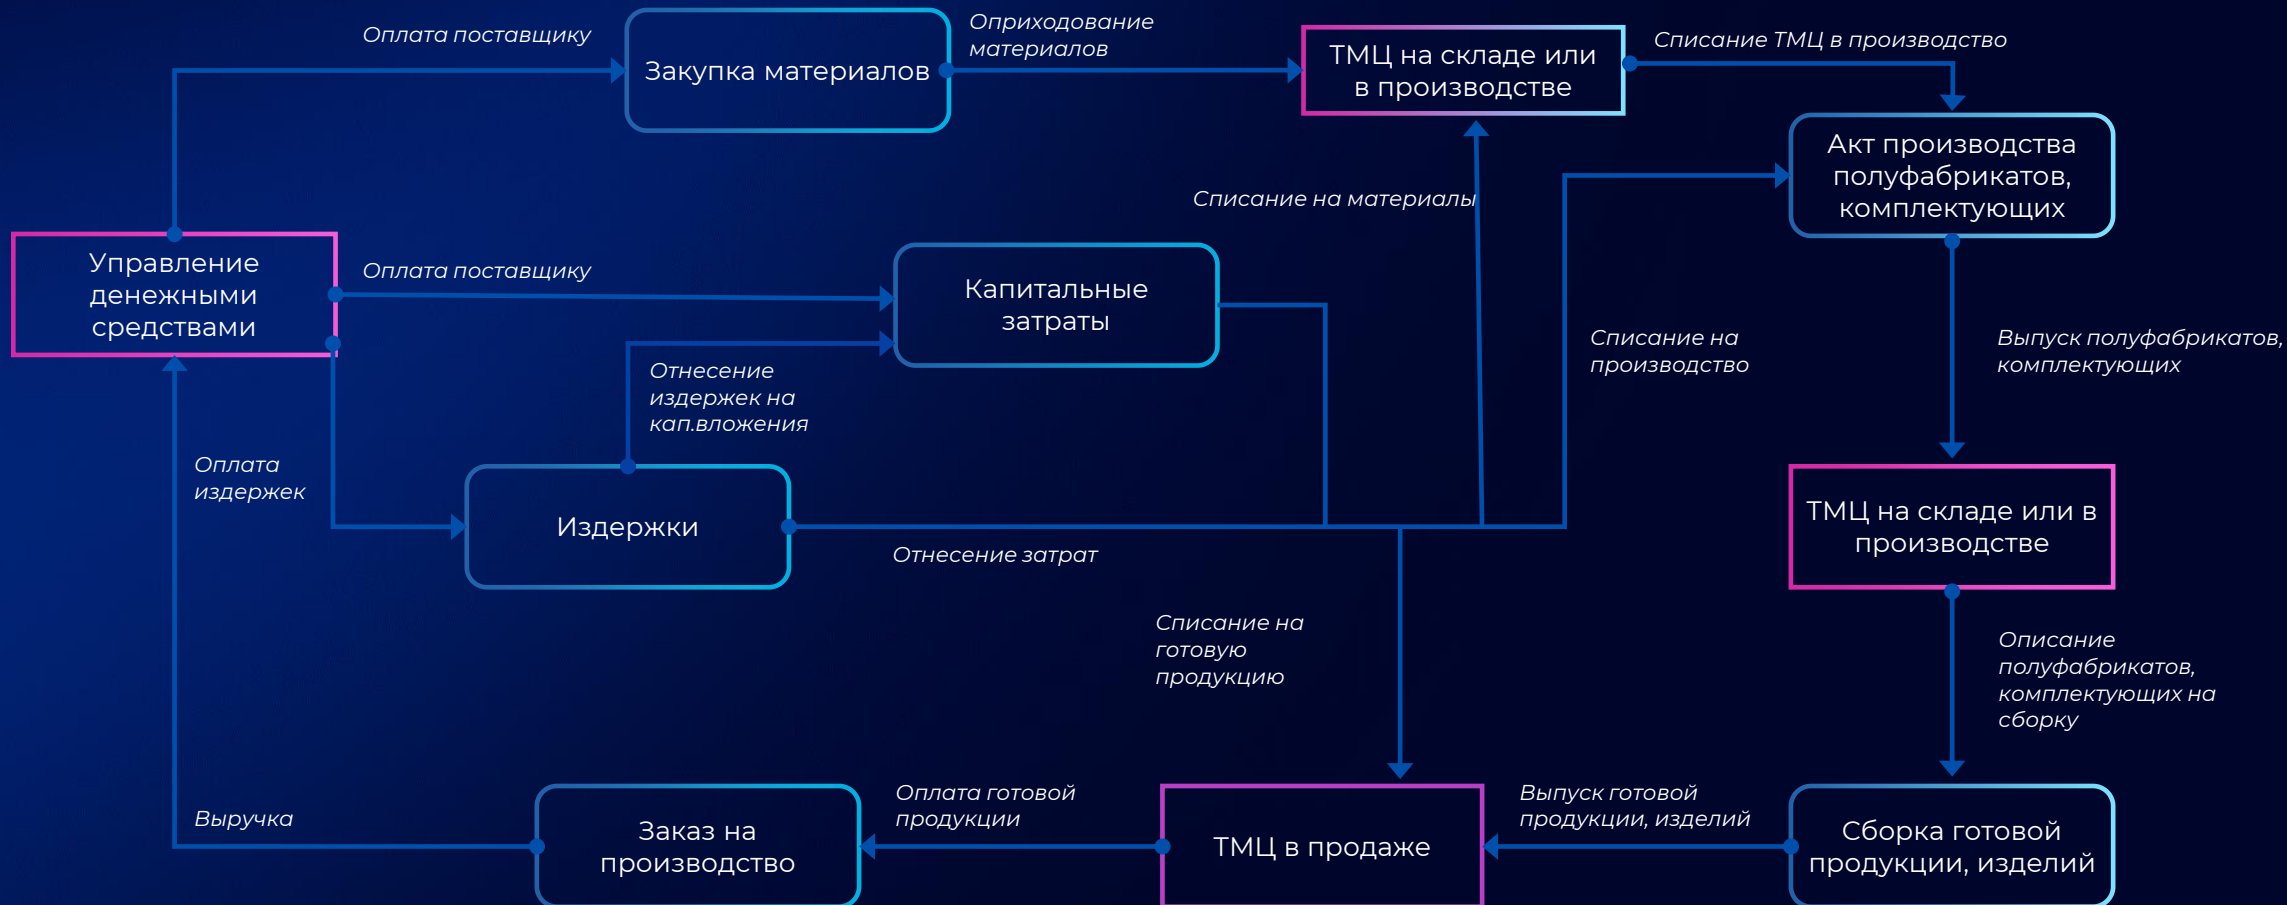 Оплата поставщику
Закупка материалов
Оприходование
материалов
ТМЦ на складе или
в производстве
Списание ТМЦ в производство
Акт производства
полуфабрикатов,
комплектующих
Списание на материалы
Управление
денежными
средствами
Оплата поставщику
Капитальные
затраты
Списание на
производство
Выпуск полуфабрикатов,
комплектующих
Отнесение
издержек на
кап.вложения
Оплата
издержек
Издержки
Отнесение затрат
ТМЦ на складе или в
производстве
Списание на
готовую
продукцию
Описание
полуфабрикатов,
комплектующих на
сборку
Выручка
Заказ на
производство
Оплата готовой
продукции
ТМЦ в продаже
Выпуск готовой
продукции, изделий
Сборка готовой
продукции, изделий